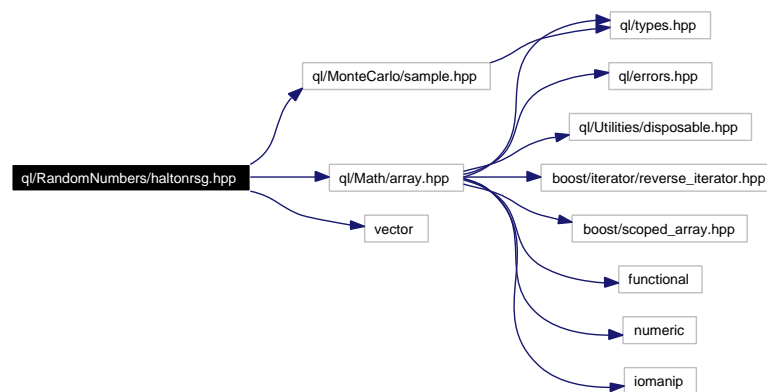 ql/types.hpp
ql/MonteCarlo/sample.hpp
ql/errors.hpp
ql/Utilities/disposable.hpp
ql/RandomNumbers/haltonrsg.hpp
ql/Math/array.hpp
boost/iterator/reverse_iterator.hpp
vector
boost/scoped_array.hpp
functional
numeric
iomanip